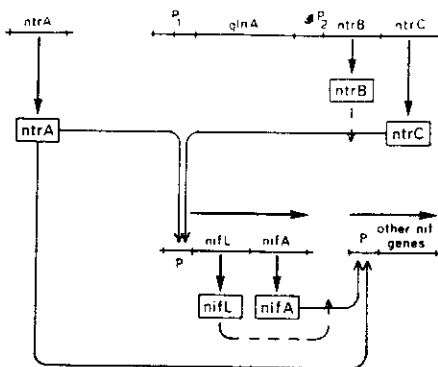 ntrA P1 glnA P2 ntrB ntrC
ntrB
ntrA ntrC
nifL nifA P other nif
P genes
nifL nifA